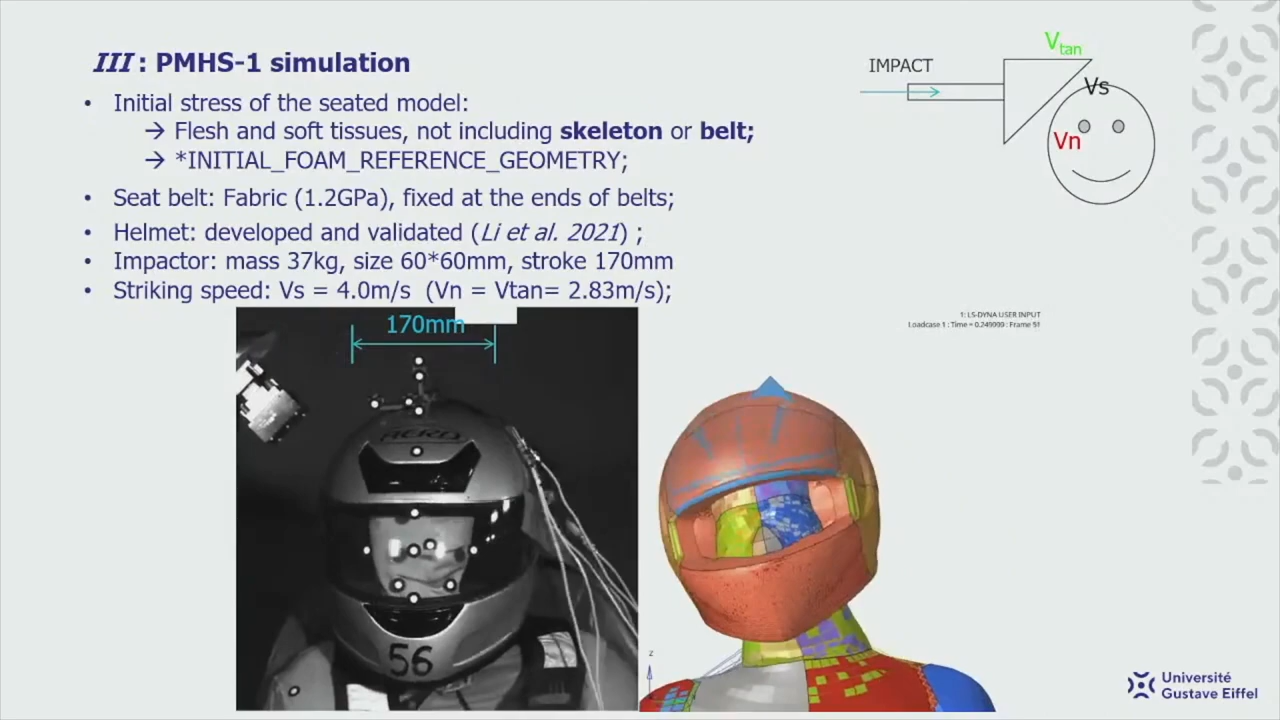 III : PMHS-1 simulation
IMPACT
Vtan
Vs
Vn
• Initial stress of the seated model:
→ Flesh and soft tissues, not including skeleton or belt;
→ *INITIAL_FOAM_REFERENCE_GEOMETRY;
• Seat belt: Fabric (1.2GPa), fixed at the ends of belts;
• Helmet: developed and validated (Li et al. 2021) ;
• Impactor: mass 37kg, size 60*60mm, stroke 170mm
• Striking speed: Vs = 4.0m/s (Vn = Vtan= 2.83m/s);
170mm
1: LS-DYNA USER INPUT
Loadcase 1 : Time = 0.249999 : Frame 51
56
z
Université
Gustave Eiffel